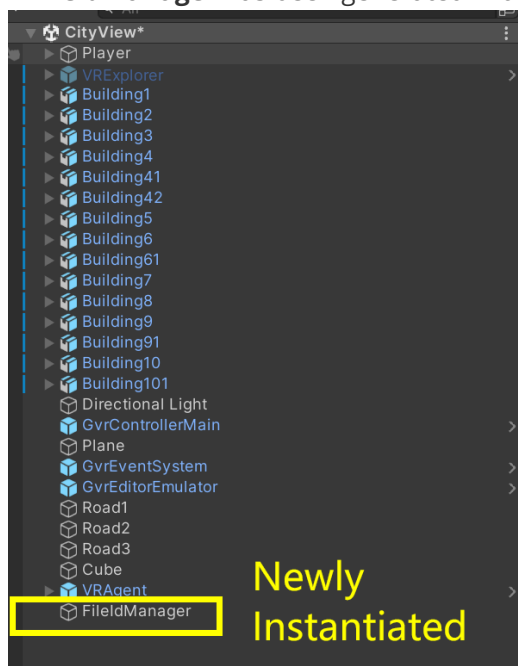 CityView*
Player
VRExplorer
Building1
Building2
Building3
Building4
Building41
Building42
Building5
Building6
Building61
Building7
Building8
Building9
Building91
Building10
Building101
Directional Light
GvrControllerMain
Plane
GvrEventSystem
GvrEditorEmulator
Road1
Road2
Road3
Cube
VRAgent
FileIdManager
Newly
Instantiated